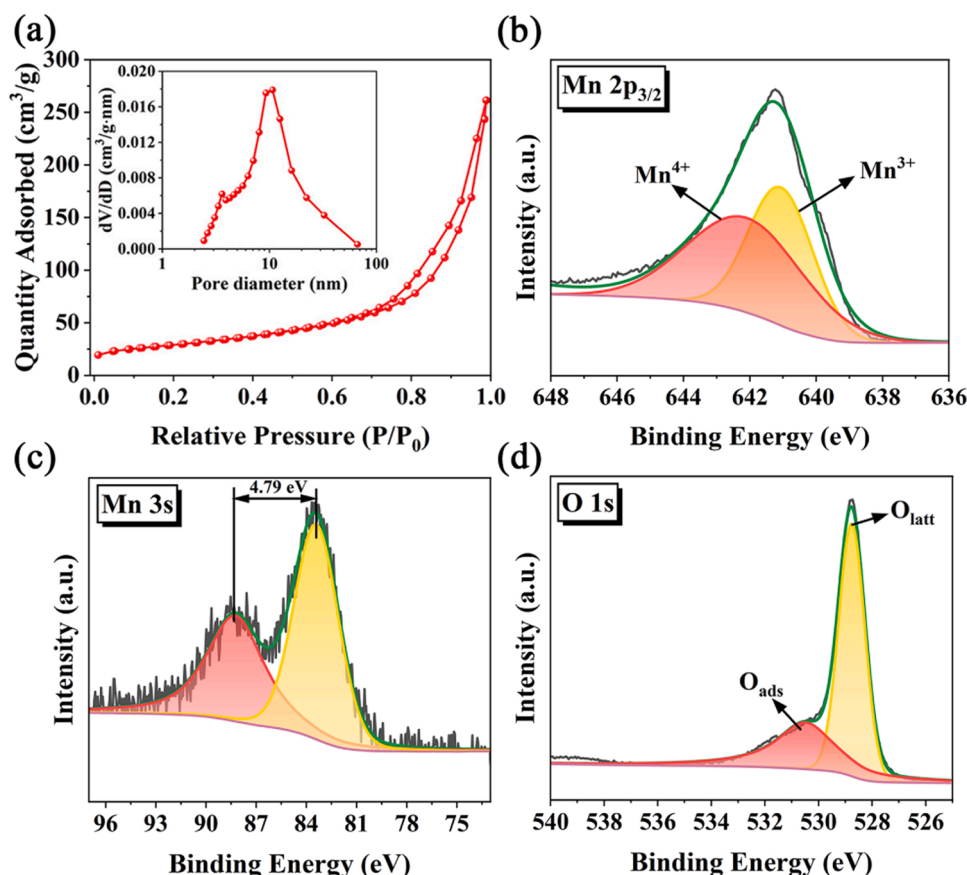 (a)
300
250
200
150
100
50
0
Quantity Adsorbed (cm³/g)
0.0 0.2 0.4 0.6 0.8 1.0
Relative Pressure (P/P₀)
0.020
0.016
0.012
0.008
0.004
0.000
dV/dD (cm³/g·nm)
1 10 100
Pore diameter (nm)
(b)
Mn 2p₃/₂
Mn⁴⁺
Mn³⁺
Intensity (a.u.)
648 646 644 642 640 638 636
Binding Energy (eV)
(c)
Mn 3s
4.79 eV
Intensity (a.u.)
96 93 90 87 84 81 78 75
Binding Energy (eV)
(d)
O 1s
O_latt
O_ads
Intensity (a.u.)
540 538 536 534 532 530 528 526
Binding Energy (eV)